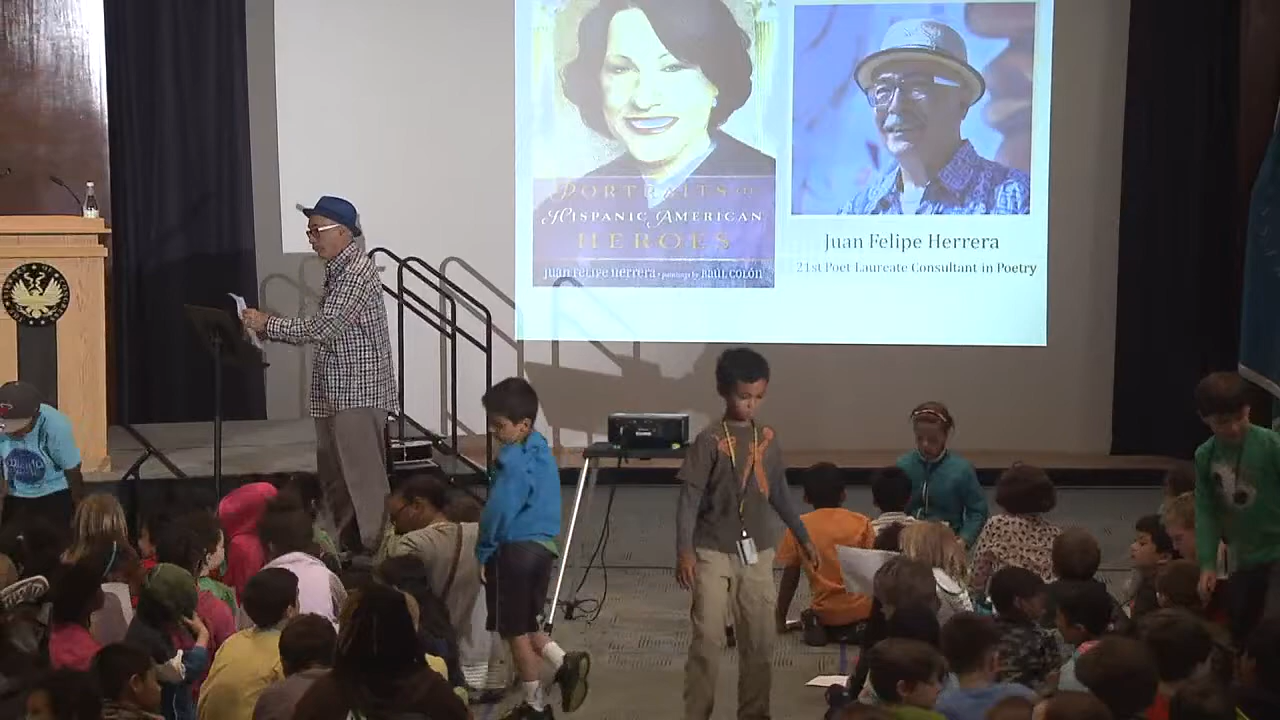 PORTRAITS OF
HISPANIC AMERICAN
HEROES
Juan Felipe Herrera • paintings by RAÚL COLÓN
Juan Felipe Herrera
21st Poet Laureate Consultant in Poetry